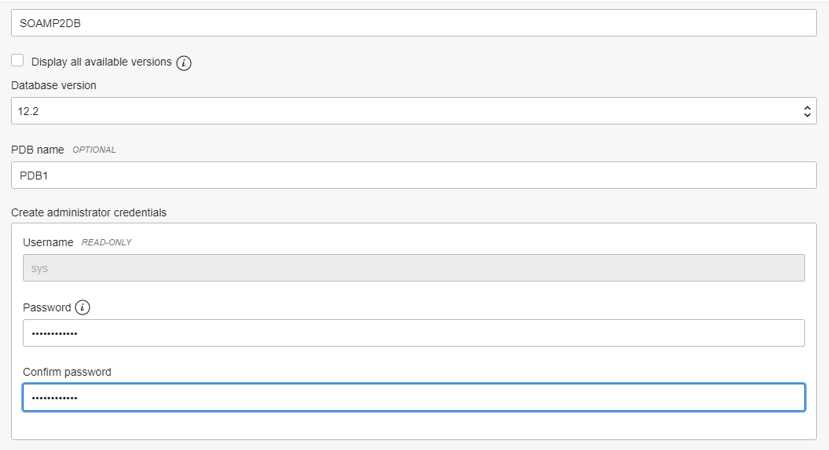 SOAMP2DB
Display all available versions i
Database version
12.2
PDB name OPTIONAL
PDB1
Create administrator credentials
Username READ-ONLY
sys
Password i
••••••••••••
Confirm password
••••••••••••